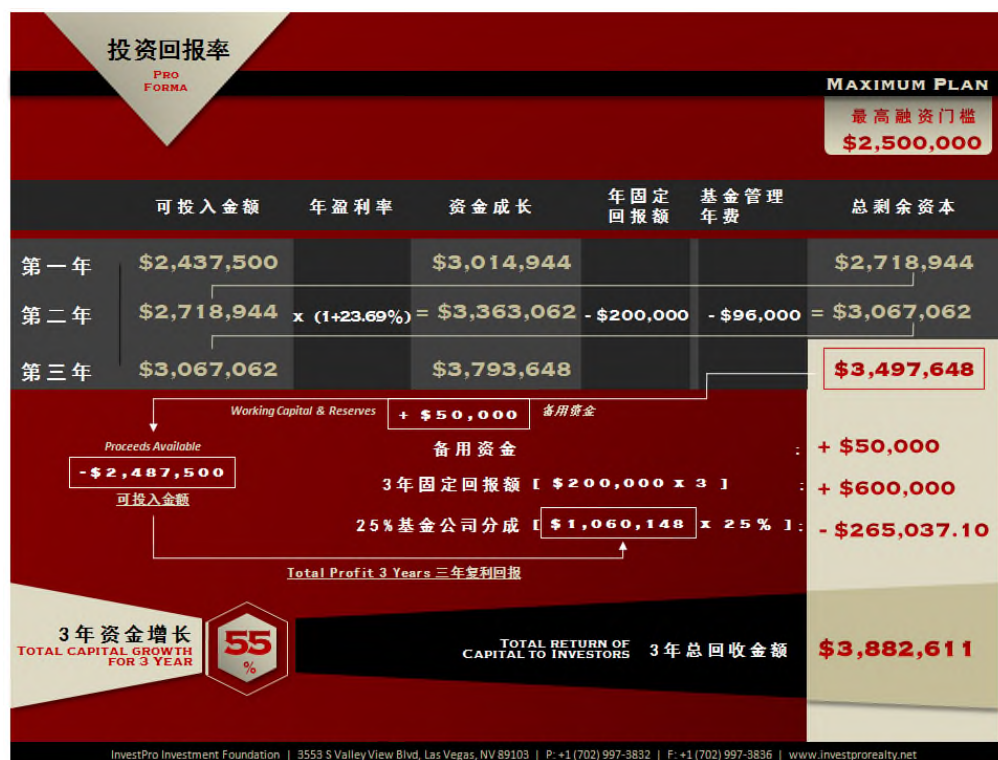 投资回报率
PRO
FORMA
MAXIMUM PLAN
最高融资门槛
$2,500,000
可投入金额 年盈利率 资金成长 年固定回报额 基金管理年费 总剩余资本
第一年 $2,437,500 $3,014,944 $2,718,944
第二年 $2,718,944 x (1+23.69%) = $3,363,062 - $200,000 - $96,000 = $3,067,062
第三年 $3,067,062 $3,793,648 $3,497,648
Working Capital & Reserves + $50,000 备用资金
Proceeds Available
-$2,487,500
可投入金额
备用资金 : + $50,000
3年固定回报额 [ $200,000 x 3 ] : + $600,000
25%基金公司分成 [ $1,060,148 x 25% ]: - $265,037.10
Total Profit 3 Years 三年复利回报
3年资金增长
TOTAL CAPITAL GROWTH
FOR 3 YEAR
55
%
TOTAL RETURN OF
CAPITAL TO INVESTORS 3年总回收金额 $3,882,611
InvestPro Investment Foundation | 3553 S Valley View Blvd, Las Vegas, NV 89103 | P: +1 (702) 997-3832 | F: +1 (702) 997-3836 | www.investprorealty.net